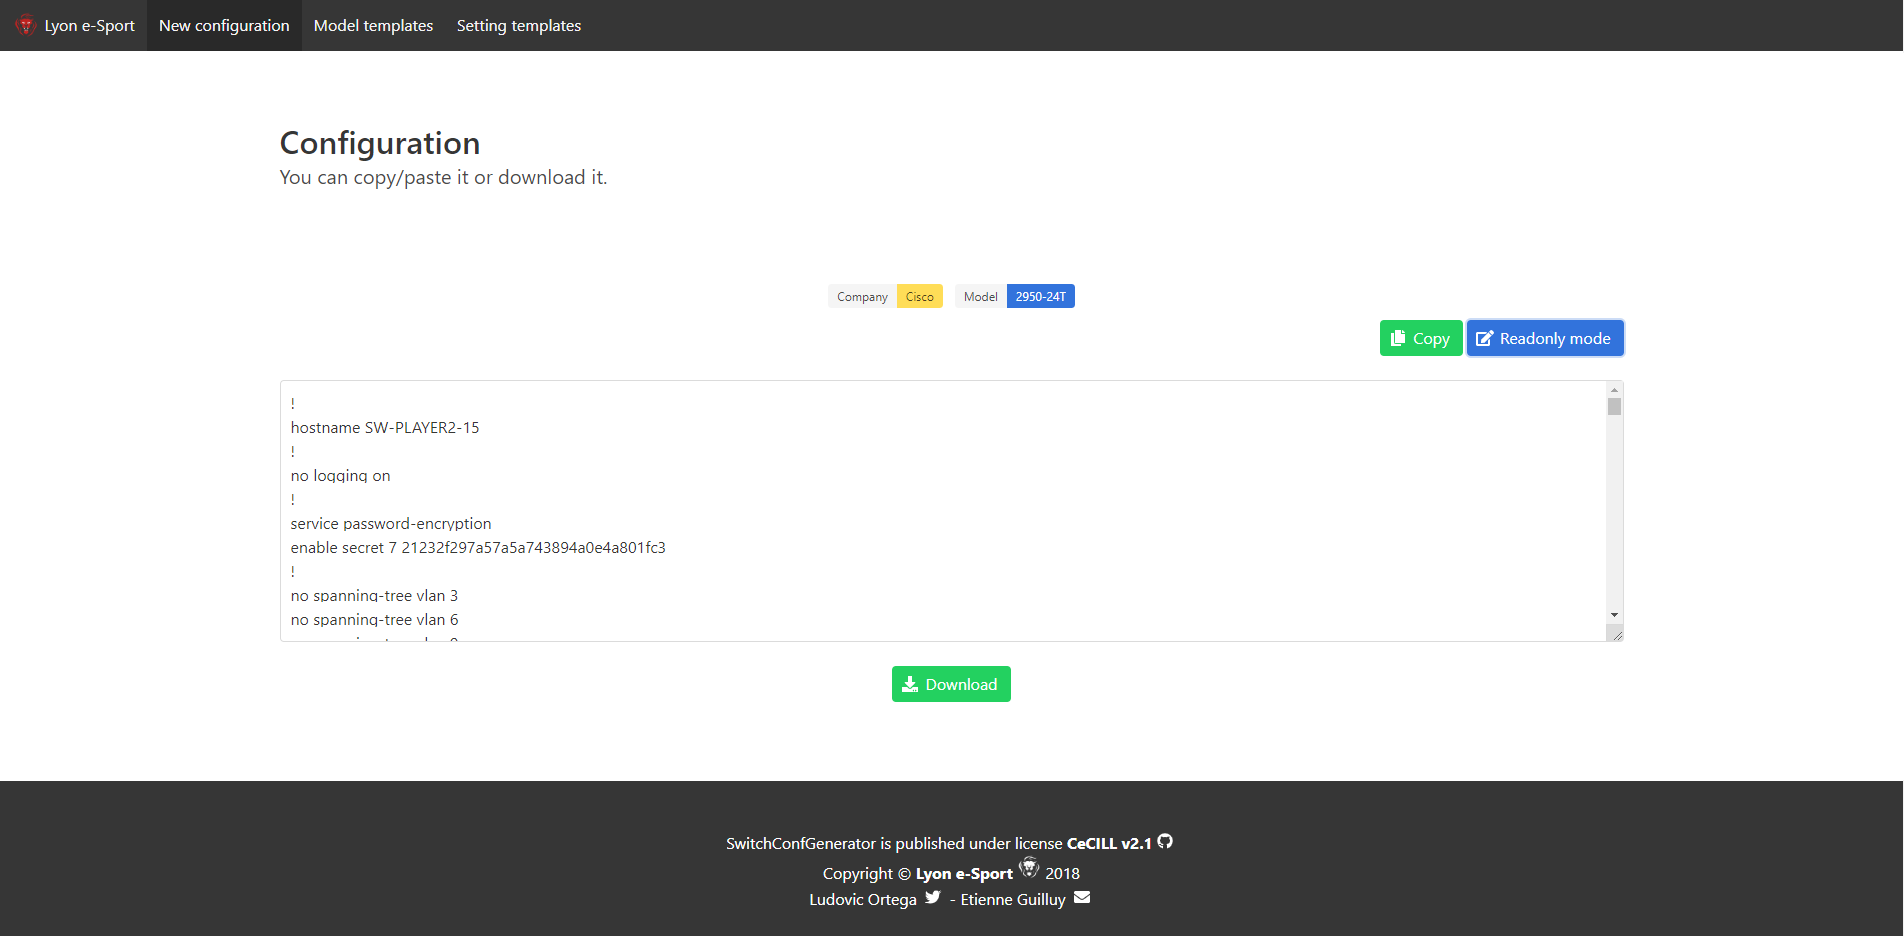 Lyon e-Sport New configuration Model templates Setting templates
Configuration
You can copy/paste it or download it.
Company Cisco Model 2950-24T
Copy Readonly mode
!
hostname SW-PLAYER2-15
!
no logging on
!
service password-encryption
enable secret 7 21232f297a57a5a743894a0e4a801fc3
!
no spanning-tree vlan 3
no spanning-tree vlan 6
Download
SwitchConfGenerator is published under license CeCILL v2.1
Copyright © Lyon e-Sport 2018
Ludovic Ortega - Etienne Guilluy